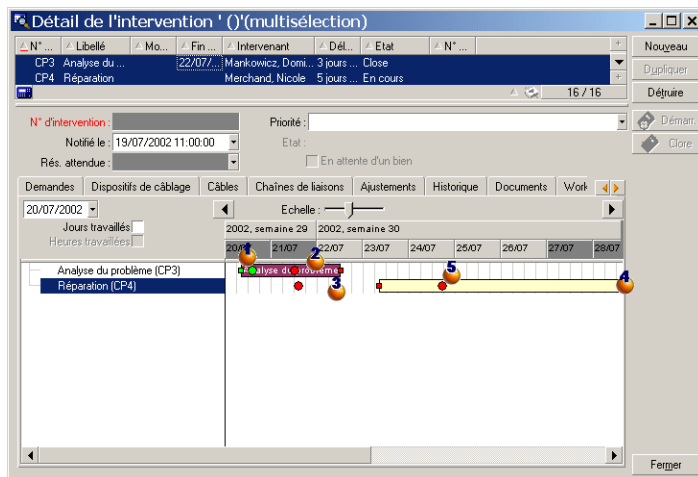 Détail de l'intervention ' ()'(multisélection)
N° ... Libellé Mo... Fin ... Intervenant Dél... Etat N° ...
CP3 Analyse du ... 22/07/... Mankowicz, Domi... 3 jours ... Close
CP4 Réparation Merchand, Nicole 5 jours ... En cours
16 / 16
Nouveau
Dupliquer
Détruire
Démarr.
Clore
N° d'intervention : Priorité :
Notifié le : 19/07/2002 11:00:00 Etat :
Rés. attendue : En attente d'un bien
Demandes Dispositifs de câblage Câbles Chaînes de liaisons Ajustements Historique Documents Work
20/07/2002 Echelle :
Jours travaillés 2002, semaine 29 2002, semaine 30
Heures travaillées 20/07 21/07 22/07 23/07 24/07 25/07 26/07 27/07 28/07
1 2 5
Analyse du problème (CP3) Analyse du problème
Réparation (CP4) 3 4
Fermer